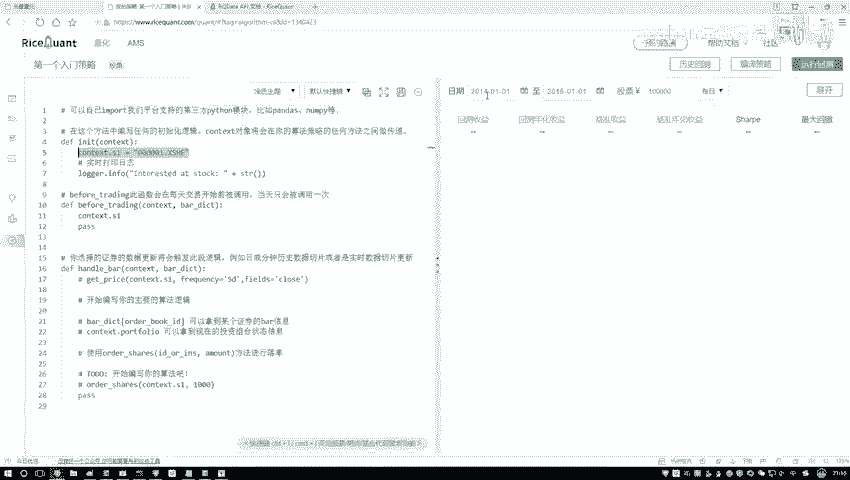 https://www.ricequant.com/quant/
RiceQuant
AMS
帮助文档
社区
第一个入门策略
历史回测
编译策略
运行回测
默认快捷键
日期
至
股票¥ 100000
每日
展开
回测收益
回测年化收益
基准收益
基准年化收益
Sharpe
最大回撤
1 # 可以自己import我们平台支持的第三方python模块，比如pandas、numpy等。
2
3 # 在这个方法中编写任何的初始化逻辑。context对象将会在你的算法策略的任何方法之间做传递。
4 def init(context):
5 context.s1 = "000001.XSHE"
6 # 实时打印日志
7 logger.info("Interested at stock: " + str())
8
9 # before_trading此函数会在每天交易开始前被调用，当天只会被调用一次
10 def before_trading(context, bar_dict):
11 context.s1
12 pass
13
14
15 # 你选择的证券的数据更新将会触发此段逻辑，例如日或分钟历史数据切片或者是实时数据切片更新
16 def handle_bar(context, bar_dict):
17 # get_price(context.s1, frequency='5d',fields='close')
18
19 # 开始编写你的主要的算法逻辑
20
21 # bar_dict[order_book_id] 可以拿到某个证券的bar信息
22 # context.portfolio 可以拿到现在的投资组合状态信息
23
24 # 使用order_shares(id_or_ins, amount)方法进行落单
25
26 # TODO: 开始编写你的算法吧！
27 # order_shares(context.s1, 1000)
28 pass
29